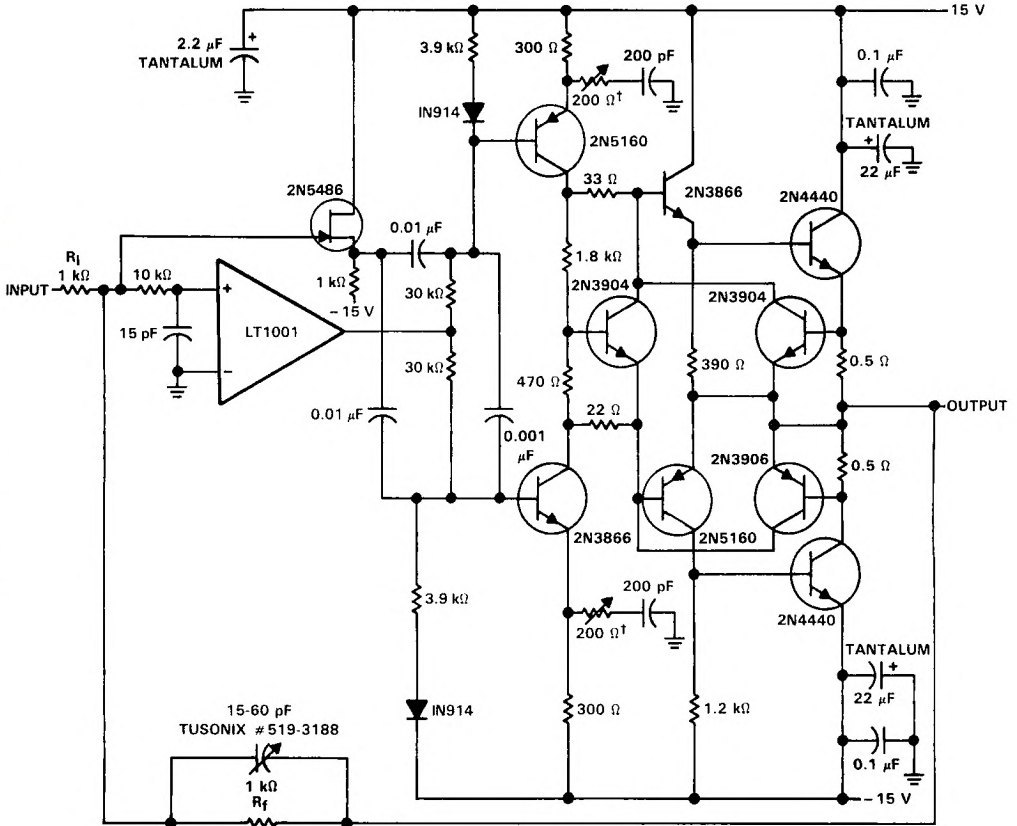 15 V
2.2 µF
TANTALUM
+
3.9 kΩ
300 Ω
200 pF
200 Ω†
0.1 µF
IN914
2N5160
TANTALUM
+
22 µF
2N5486
33 Ω
2N3866
2N4440
0.01 µF
Ri
1 kΩ
INPUT
10 kΩ
1 kΩ
- 15 V
30 kΩ
1.8 kΩ
2N3904
2N3904
15 pF
+
LT1001
-
30 kΩ
470 Ω
390 Ω
0.5 Ω
OUTPUT
0.01 µF
0.001
µF
22 Ω
2N3906
0.5 Ω
2N3866
2N5160
3.9 kΩ
200 pF
200 Ω†
2N4440
TANTALUM
+
22 µF
IN914
300 Ω
1.2 kΩ
0.1 µF
15-60 pF
TUSONIX #519-3188
1 kΩ
Rf
- 15 V